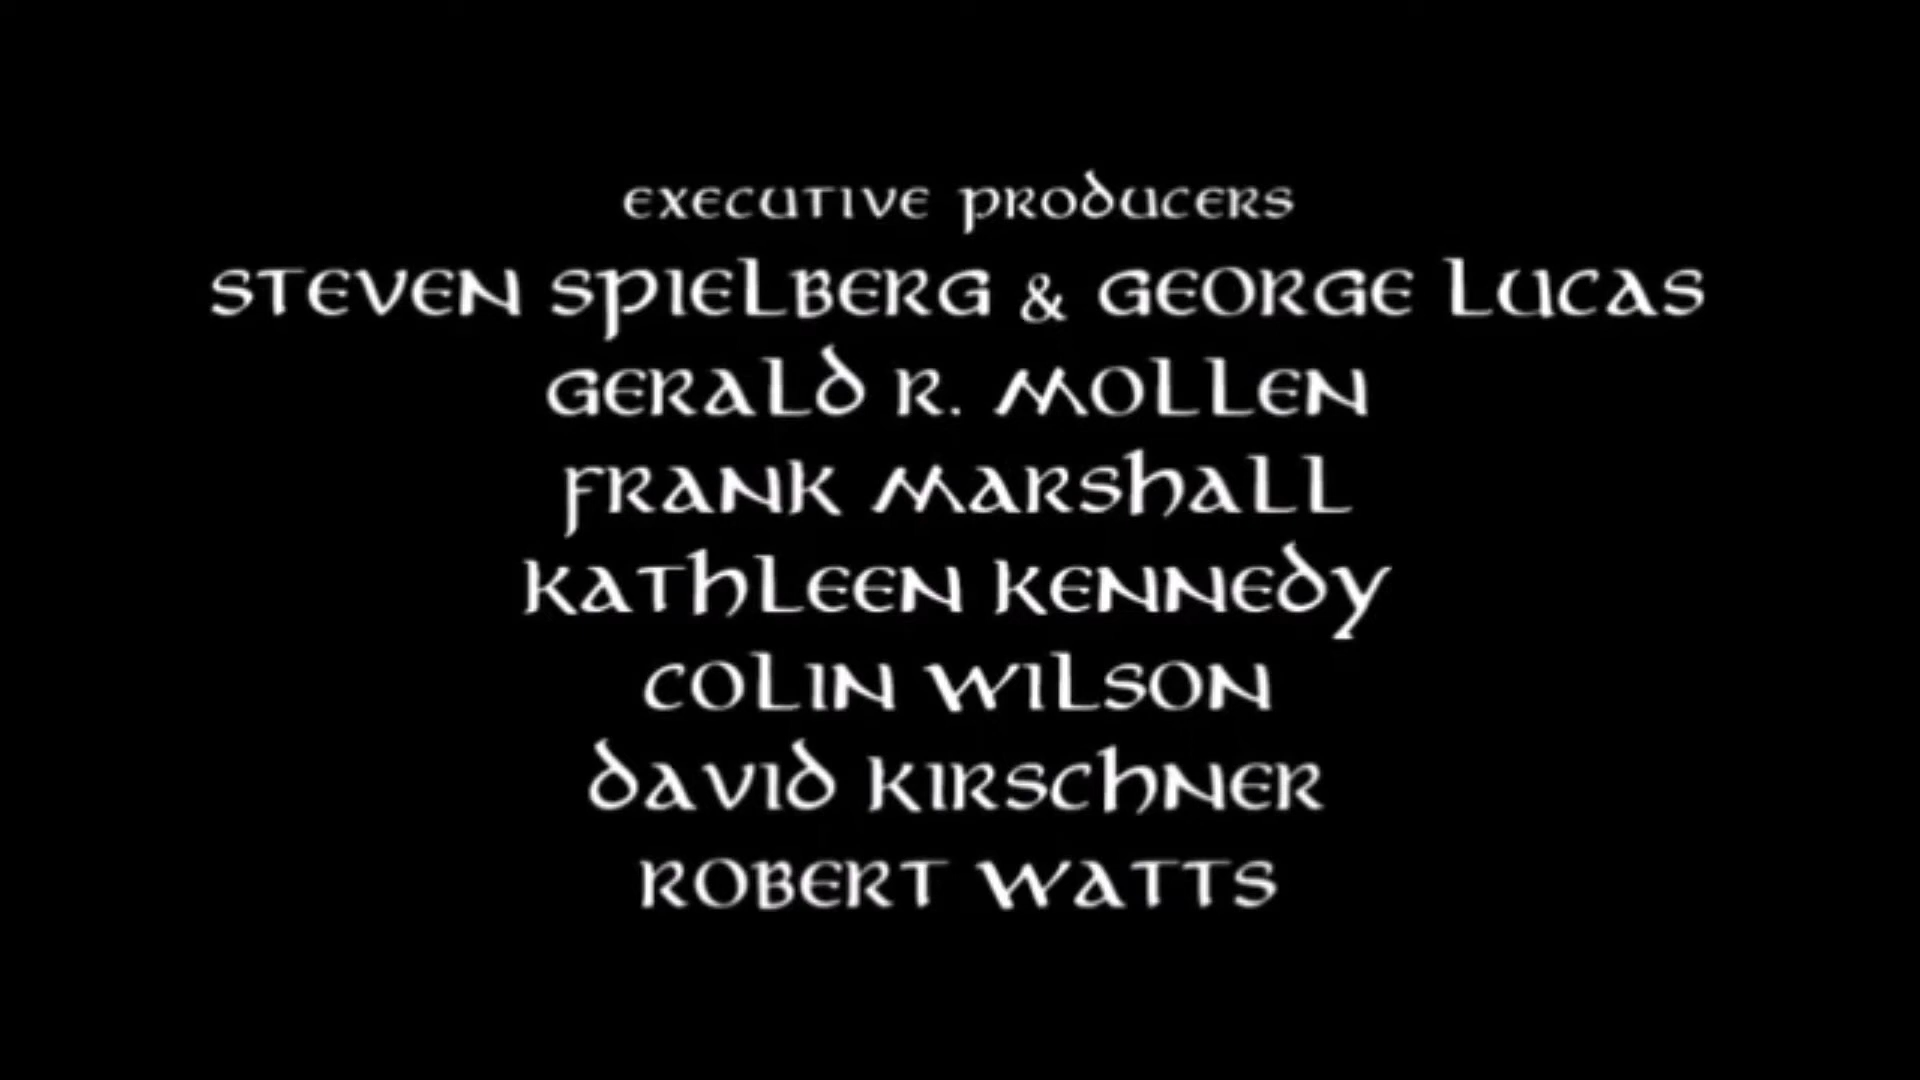 EXECUTIVE PRODUCERS
STEVEN SPIELBERG & GEORGE LUCAS
GERALD R. MOLLEN
FRANK MARSHALL
KATHLEEN KENNEDY
COLIN WILSON
DAVID KIRSCHNER
ROBERT WATTS